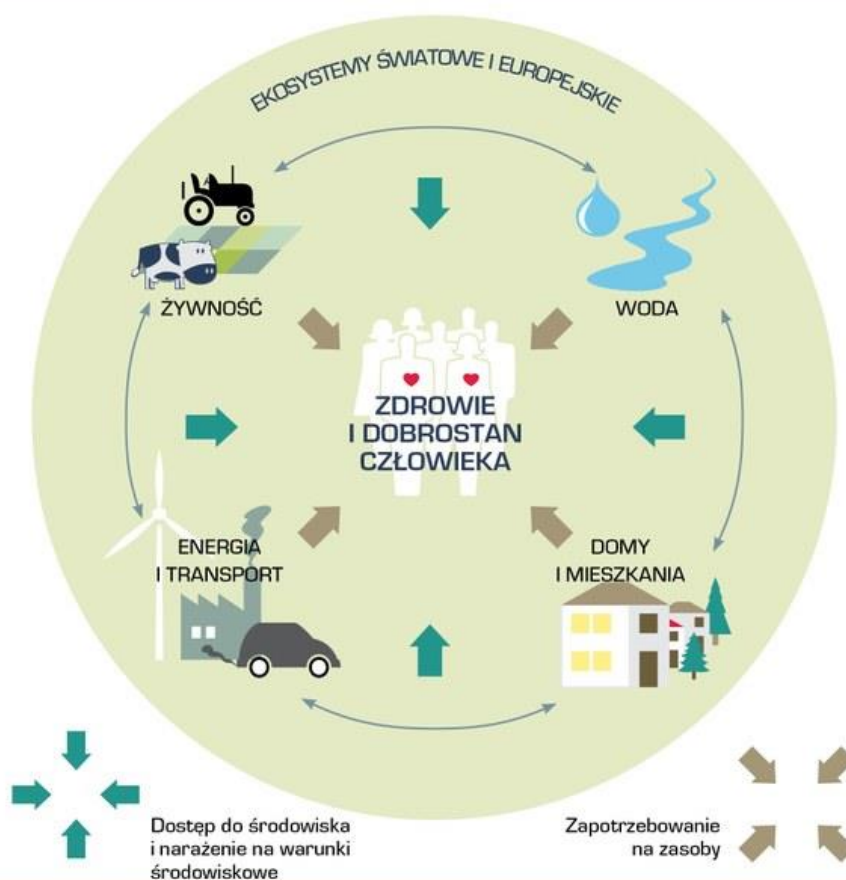 EKOSYSTEMY ŚWIATOWE I EUROPEJSKIE
ŻYWNOŚĆ
WODA
ZDROWIE
I DOBROSTAN
CZŁOWIEKA
ENERGIA
I TRANSPORT
DOMY
I MIESZKANIA
Dostęp do środowiska
i narażenie na warunki
środowiskowe
Zapotrzebowanie
na zasoby